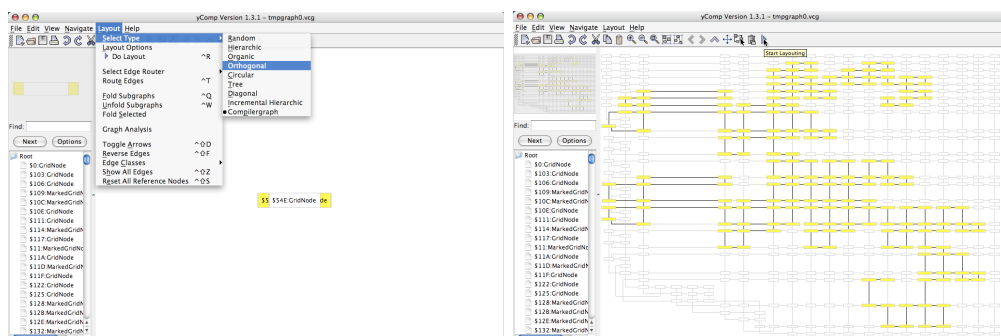 yComp Version 1.3.1 – tmpgraph0.vcg
File Edit View Navigate Layout Help
Select Type
Layout Options
Do Layout ^R
Select Edge Router
Route Edges ^T
Fold Subgraphs ^Q
Unfold Subgraphs ^W
Fold Selected
Graph Analysis
Toggle Arrows ^⇧D
Reverse Edges ^⇧F
Edge Classes
Show All Edges ^⇧Z
Reset All Reference Nodes ^⇧S
Random
Hierarchic
Organic
Orthogonal
Circular
Tree
Diagonal
Incremental Hierarchic
Compilergraph
Find:
Next Options
Root
$0:GridNode
$103:GridNode
$106:GridNode
$109:MarkedGridN
$10C:MarkedGridN
$10E:GridNode
$111:GridNode
$114:MarkedGridN
$117:GridNode
$11:MarkedGridNo
$11A:GridNode
$11D:MarkedGridN
$11F:GridNode
$122:GridNode
$125:GridNode
$128:MarkedGridN
$12B:MarkedGridN
$12E:MarkedGridN
$132:MarkedGridN
$5 $54E:GridNode de
yComp Version 1.3.1 – tmpgraph0.vcg
File Edit View Navigate Layout Help
Start Layouting
Find:
Next Options
Root
$0:GridNode
$103:GridNode
$106:GridNode
$109:MarkedGridN
$10C:MarkedGridN
$10E:GridNode
$111:GridNode
$114:MarkedGridN
$117:GridNode
$11:MarkedGridNo
$11A:GridNode
$11D:MarkedGridN
$11F:GridNode
$122:GridNode
$125:GridNode
$128:MarkedGridN
$12B:MarkedGridN
$12E:MarkedGridN
$132:MarkedGridN